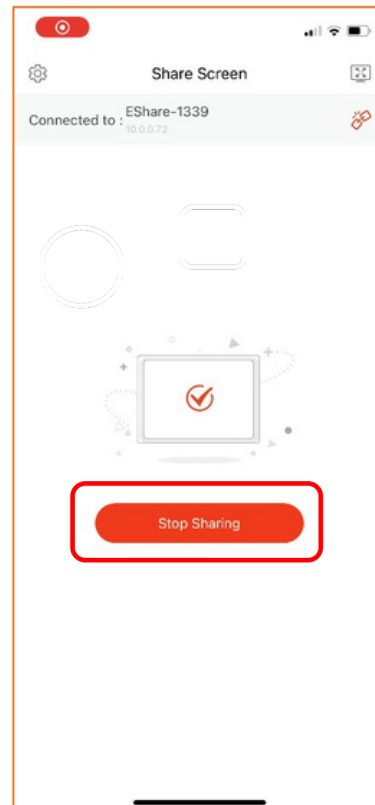 Share Screen
Connected to :
EShare-1339
10.0.0.72
Stop Sharing